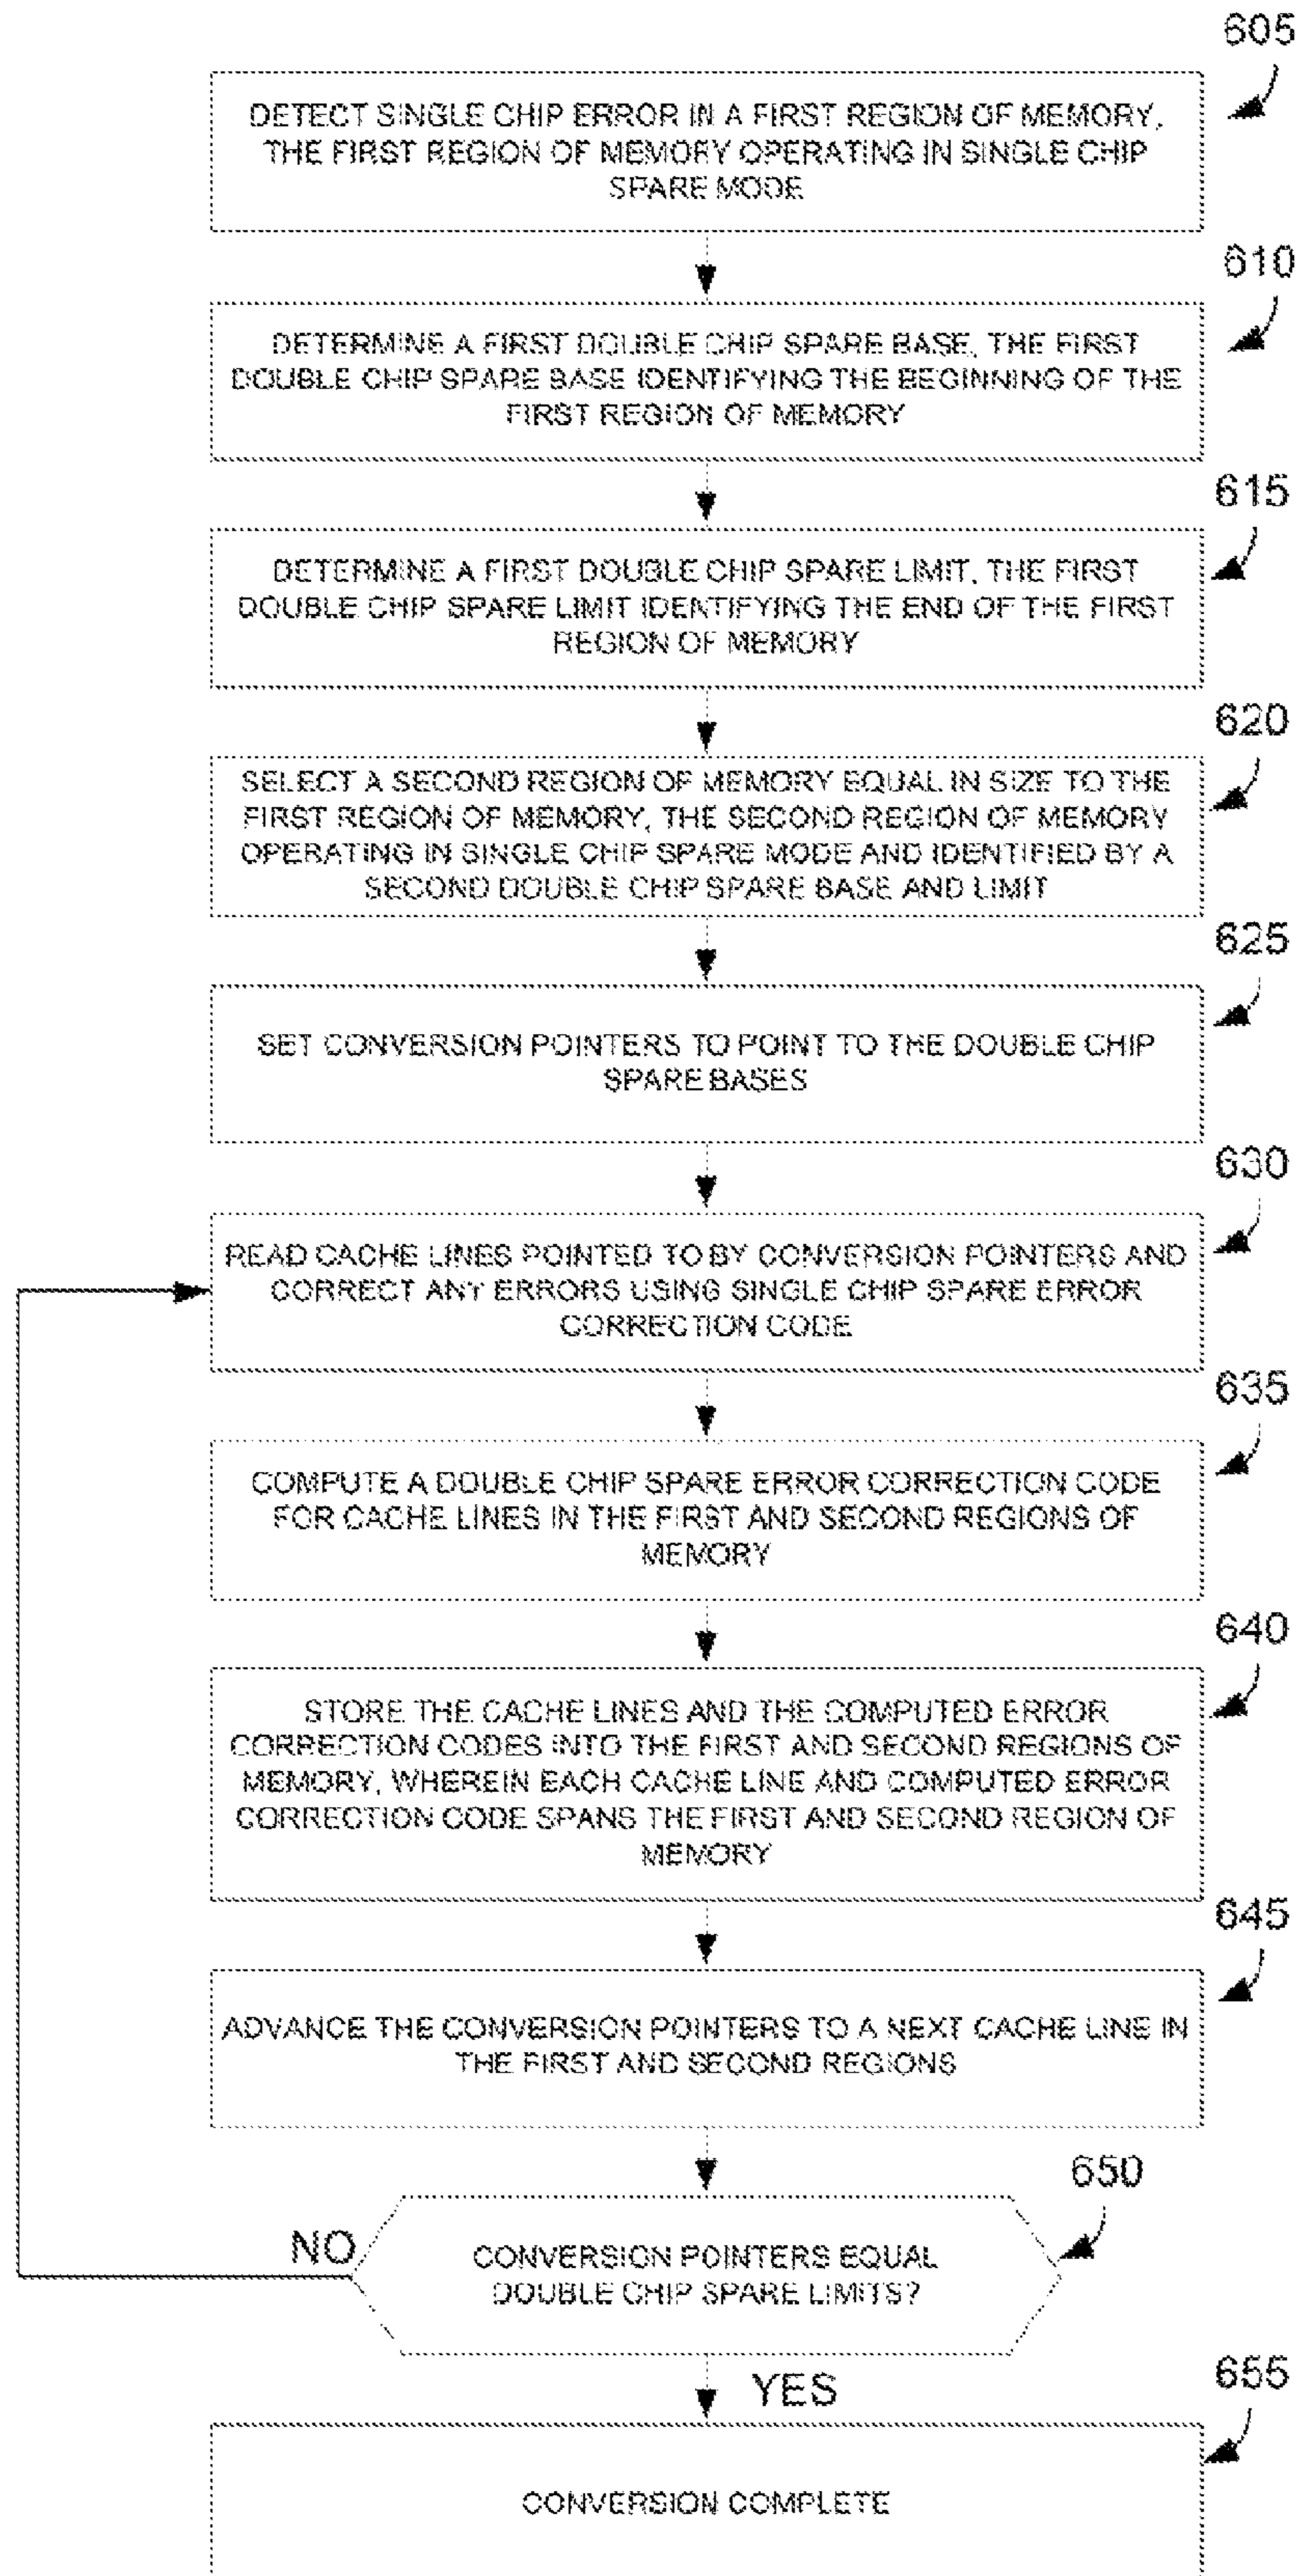 605
DETECT SINGLE CHIP ERROR IN A FIRST REGION OF MEMORY,
THE FIRST REGION OF MEMORY OPERATING IN SINGLE CHIP
SPARE MODE
610
DETERMINE A FIRST DOUBLE CHIP SPARE BASE, THE FIRST
DOUBLE CHIP SPARE BASE IDENTIFYING THE BEGINNING OF THE
FIRST REGION OF MEMORY
615
DETERMINE A FIRST DOUBLE CHIP SPARE LIMIT, THE FIRST
DOUBLE CHIP SPARE LIMIT IDENTIFYING THE END OF THE FIRST
REGION OF MEMORY
620
SELECT A SECOND REGION OF MEMORY EQUAL IN SIZE TO THE
FIRST REGION OF MEMORY, THE SECOND REGION OF MEMORY
OPERATING IN SINGLE CHIP SPARE MODE AND IDENTIFIED BY A
SECOND DOUBLE CHIP SPARE BASE AND LIMIT
625
SET CONVERSION POINTERS TO POINT TO THE DOUBLE CHIP
SPARE BASES
630
READ CACHE LINES POINTED TO BY CONVERSION POINTERS AND
CORRECT ANY ERRORS USING SINGLE CHIP SPARE ERROR
CORRECTION CODE
635
COMPUTE A DOUBLE CHIP SPARE ERROR CORRECTION CODE
FOR CACHE LINES IN THE FIRST AND SECOND REGIONS OF
MEMORY
640
STORE THE CACHE LINES AND THE COMPUTED ERROR
CORRECTION CODES INTO THE FIRST AND SECOND REGIONS OF
MEMORY, WHEREIN EACH CACHE LINE AND COMPUTED ERROR
CORRECTION CODE SPANS THE FIRST AND SECOND REGION OF
MEMORY
645
ADVANCE THE CONVERSION POINTERS TO A NEXT CACHE LINE IN
THE FIRST AND SECOND REGIONS
650
NO
CONVERSION POINTERS EQUAL
DOUBLE CHIP SPARE LIMITS?
YES
655
CONVERSION COMPLETE